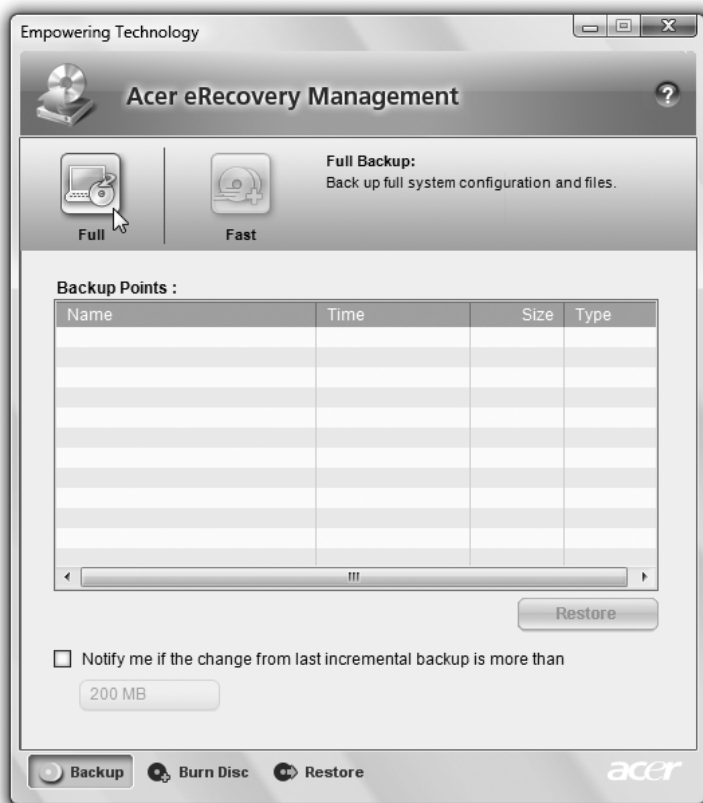 Empowering Technology
Acer eRecovery Management
?
Full Backup:
Back up full system configuration and files.
Full
Fast
Backup Points :
Name Time Size Type
Restore
Notify me if the change from last incremental backup is more than
200 MB
Backup Burn Disc Restore
acer